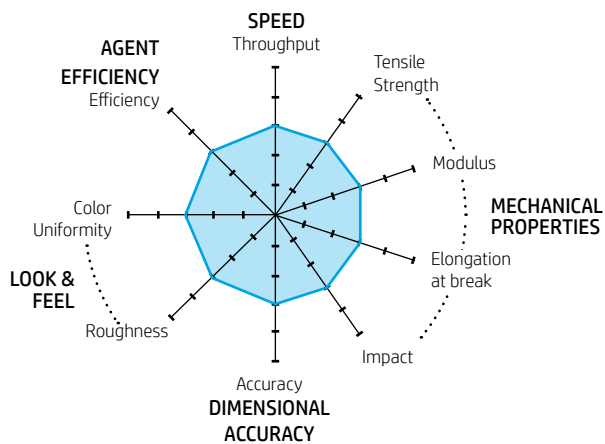 SPEED
Throughput
AGENT
EFFICIENCY
Efficiency
Tensile
Strength
Modulus
MECHANICAL
PROPERTIES
Elongation
at break
Impact
Accuracy
DIMENSIONAL
ACCURACY
Roughness
LOOK &
FEEL
Color
Uniformity